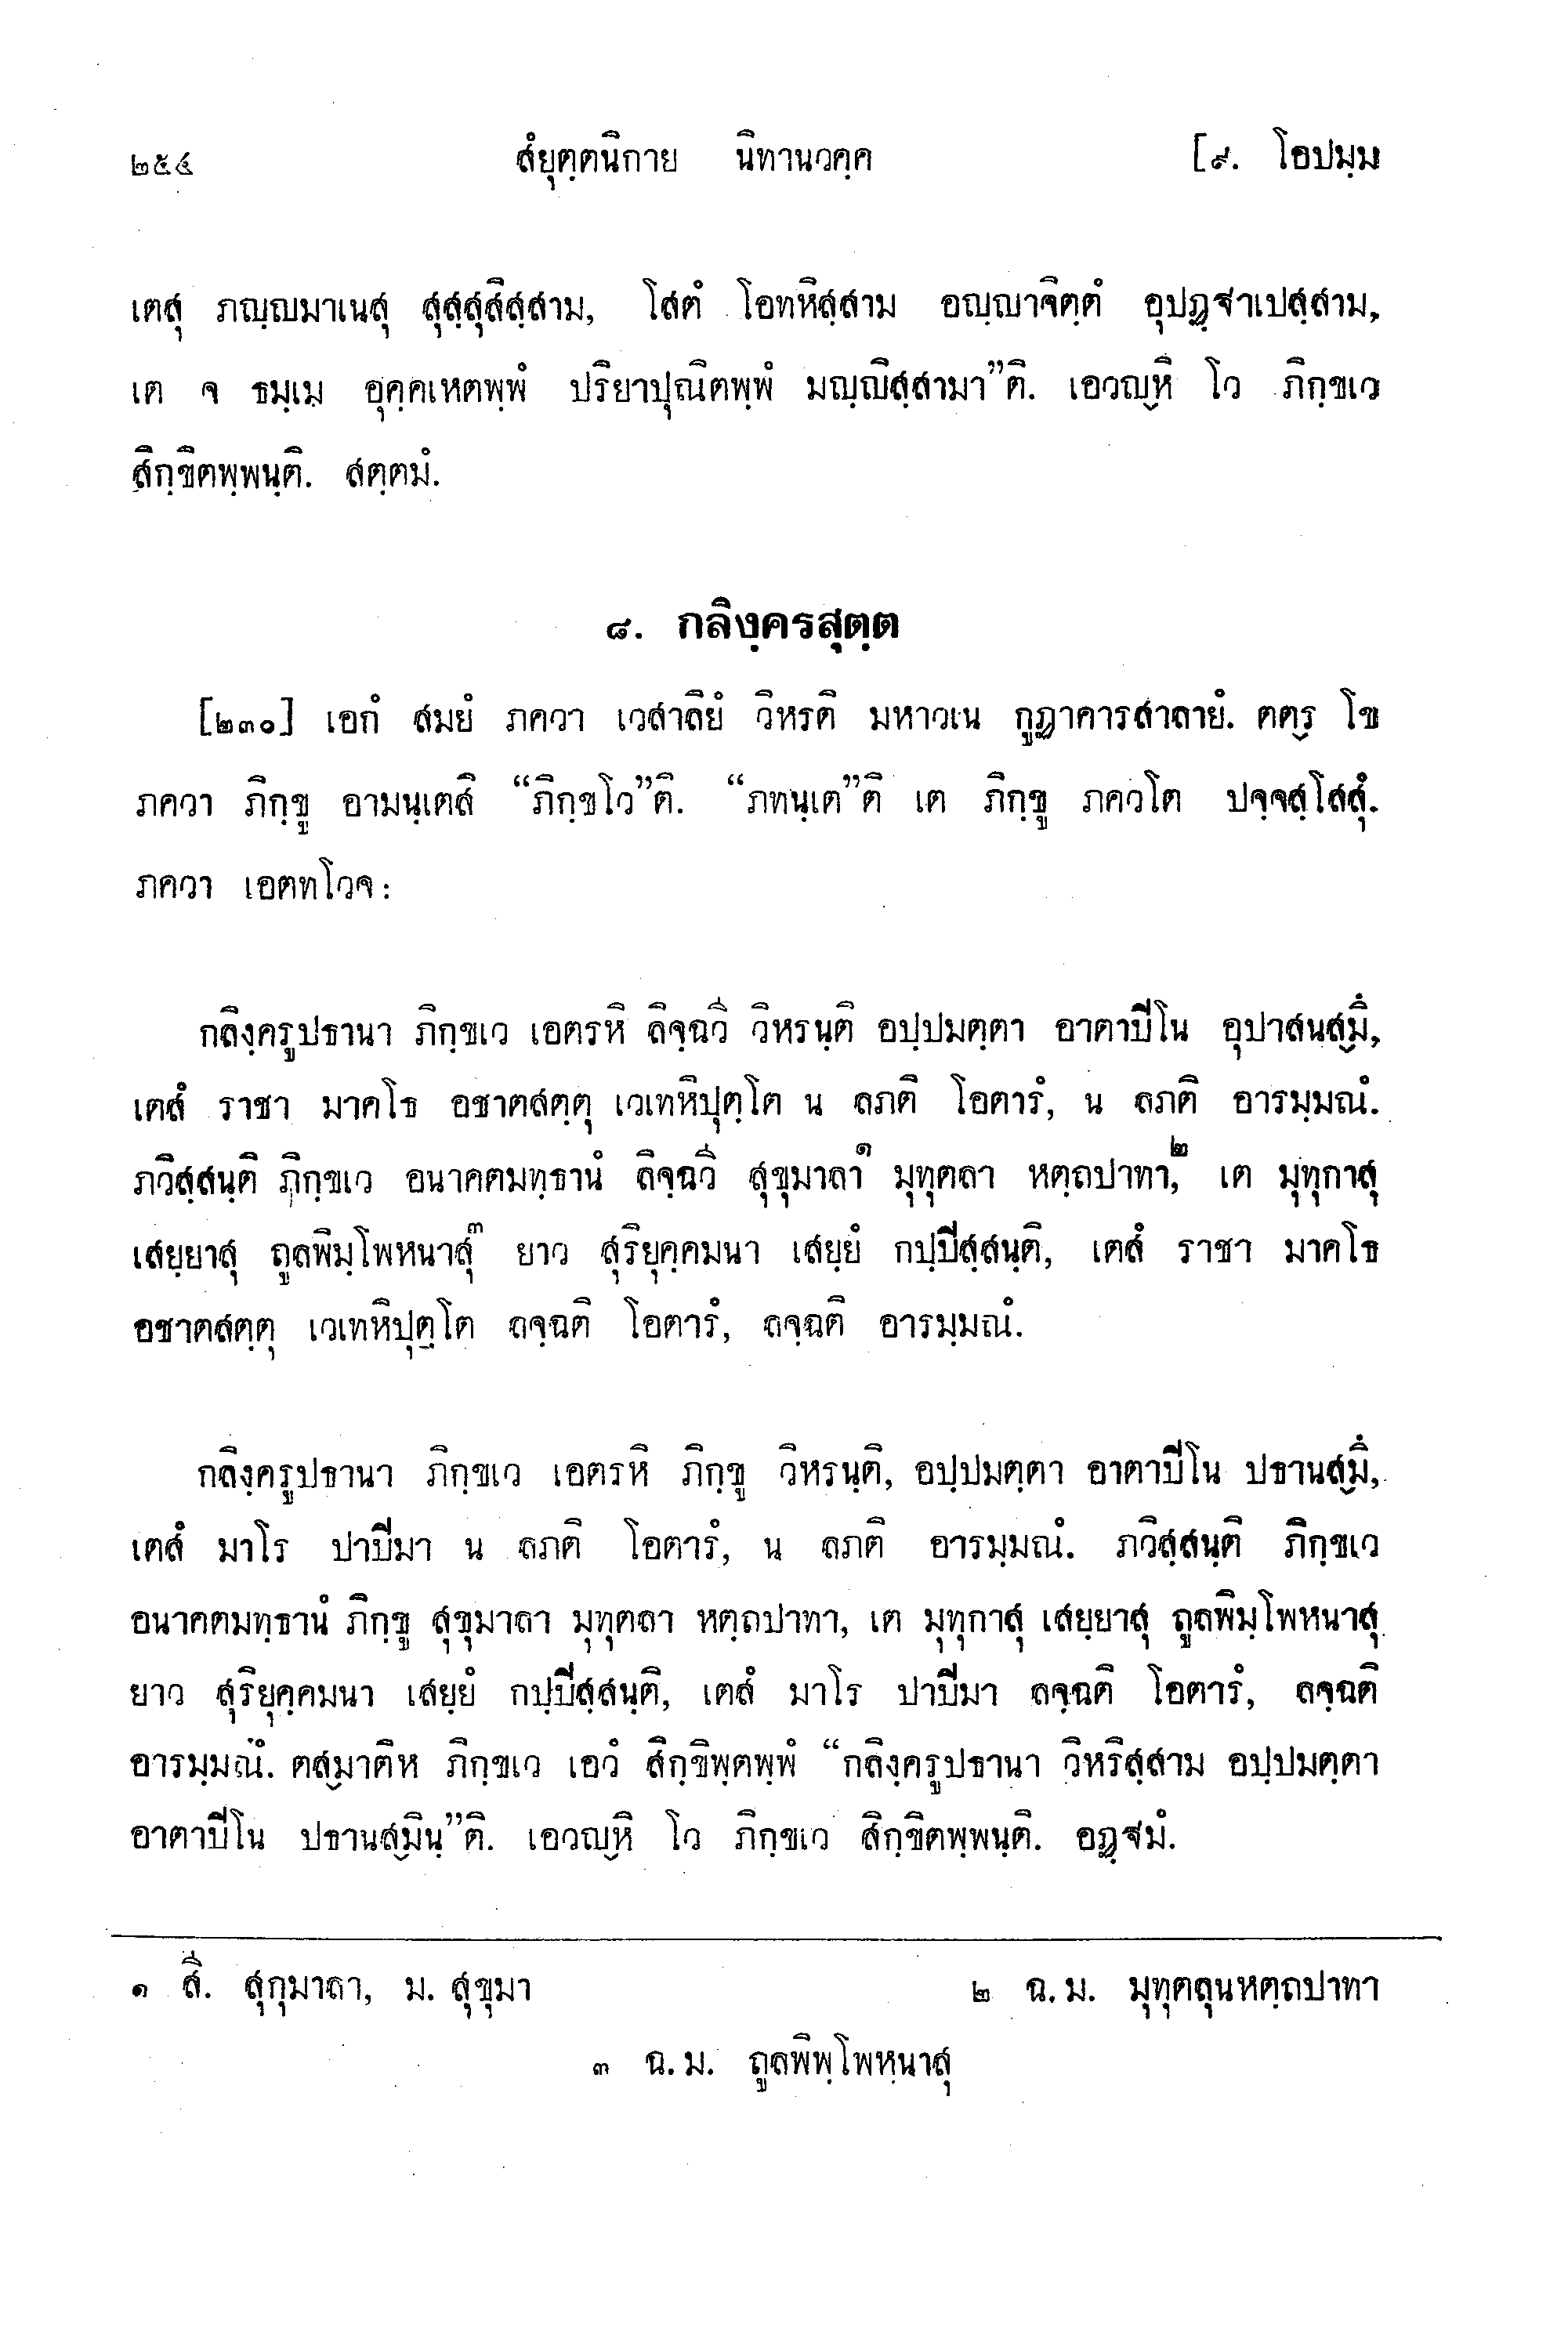 ๒๕๔ สํยุตฺตนิกาย นิทานวคฺค [๙. โอปมฺม
เตสุ ภญฺญมาเนสุ สุสฺสุสิสฺสาม, โสตํ โอทหิสฺสาม อญฺญาจิตฺตํ อุปฏฺฐาเปสฺสาม,
เต จ ธมฺเม อุคฺคเหตพฺพํ ปริยาปุณิตพฺพํ มญฺญิสฺสามา”ติ. เอวญฺหิ โว ภิกฺขเว
สิกฺขิตพฺพนฺติ. สตฺตมํ.
๘. กลิงฺครสุตฺต
[๒๓๐] เอกํ สมยํ ภควา เวสาลิยํ วิหรติ มหาวเน กูฏาคารสาลายํ. ตตฺร โข
ภควา ภิกฺขู อามนฺเตสิ “ภิกฺขโว”ติ. “ภทนฺเต”ติ เต ภิกฺขู ภควโต ปจฺจสฺโสสุํ.
ภควา เอตทโวจ:
กลิงฺครูปธานา ภิกฺขเว เอตรหิ ลิจฺฉวี วิหรนฺติ อปฺปมตฺตา อาตาปิโน อุปาสนสฺมิํ,
เตสํ ราชา มาคโธ อชาตสตฺตุ เวเทหิปุตฺโต น ลภติ โอตารํ, น ลภติ อารมฺมณํ.
ภวิสฺสนฺติ ภิกฺขเว อนาคตมทฺธานํ ลิจฺฉวี สุขุมาลา๑ มุทุตลา หตฺถปาทา,๒ เต มุทุกาสุ
เสยฺยาสุ ถูลพิมฺโพหนาสุ๓ ยาว สุริยุคฺคมนา เสยฺยํ กปฺปิสฺสนฺติ, เตสํ ราชา มาคโธ
อชาตสตฺตุ เวเทหิปุตฺโต ลจฺฉติ โอตารํ, ลจฺฉติ อารมฺมณํ.
กลิงฺครูปธานา ภิกฺขเว เอตรหิ ภิกฺขู วิหรนฺติ, อปฺปมตฺตา อาตาปิโน ปธานสฺมิํ,
เตสํ มาโร ปาปิมา น ลภติ โอตารํ, น ลภติ อารมฺมณํ. ภวิสฺสนฺติ ภิกฺขเว
อนาคตมทฺธานํ ภิกฺขู สุขุมาลา มุทุตลา หตฺถปาทา, เต มุทุกาสุ เสยฺยาสุ ถูลพิมฺโพหนาสุ
ยาว สุริยุคฺคมนา เสยฺยํ กปฺปิสฺสนฺติ, เตสํ มาโร ปาปิมา ลจฺฉติ โอตารํ, ลจฺฉติ
อารมฺมณํ. ตสฺมาติห ภิกฺขเว เอวํ สิกฺขิพฺตพฺพํ “กลิงฺครูปธานา วิหริสฺสาม อปฺปมตฺตา
อาตาปิโน ปธานสฺมินฺ”ติ. เอวญฺหิ โว ภิกฺขเว สิกฺขิตพฺพนฺติ. อฏฺฐมํ.
๑ สี. สุกุมาลา, ม. สุขุมา ๒ ฉ.ม. มุทุตลุนหตฺถปาทา
๓ ฉ.ม. ถูลพิพฺโพหนาสุ